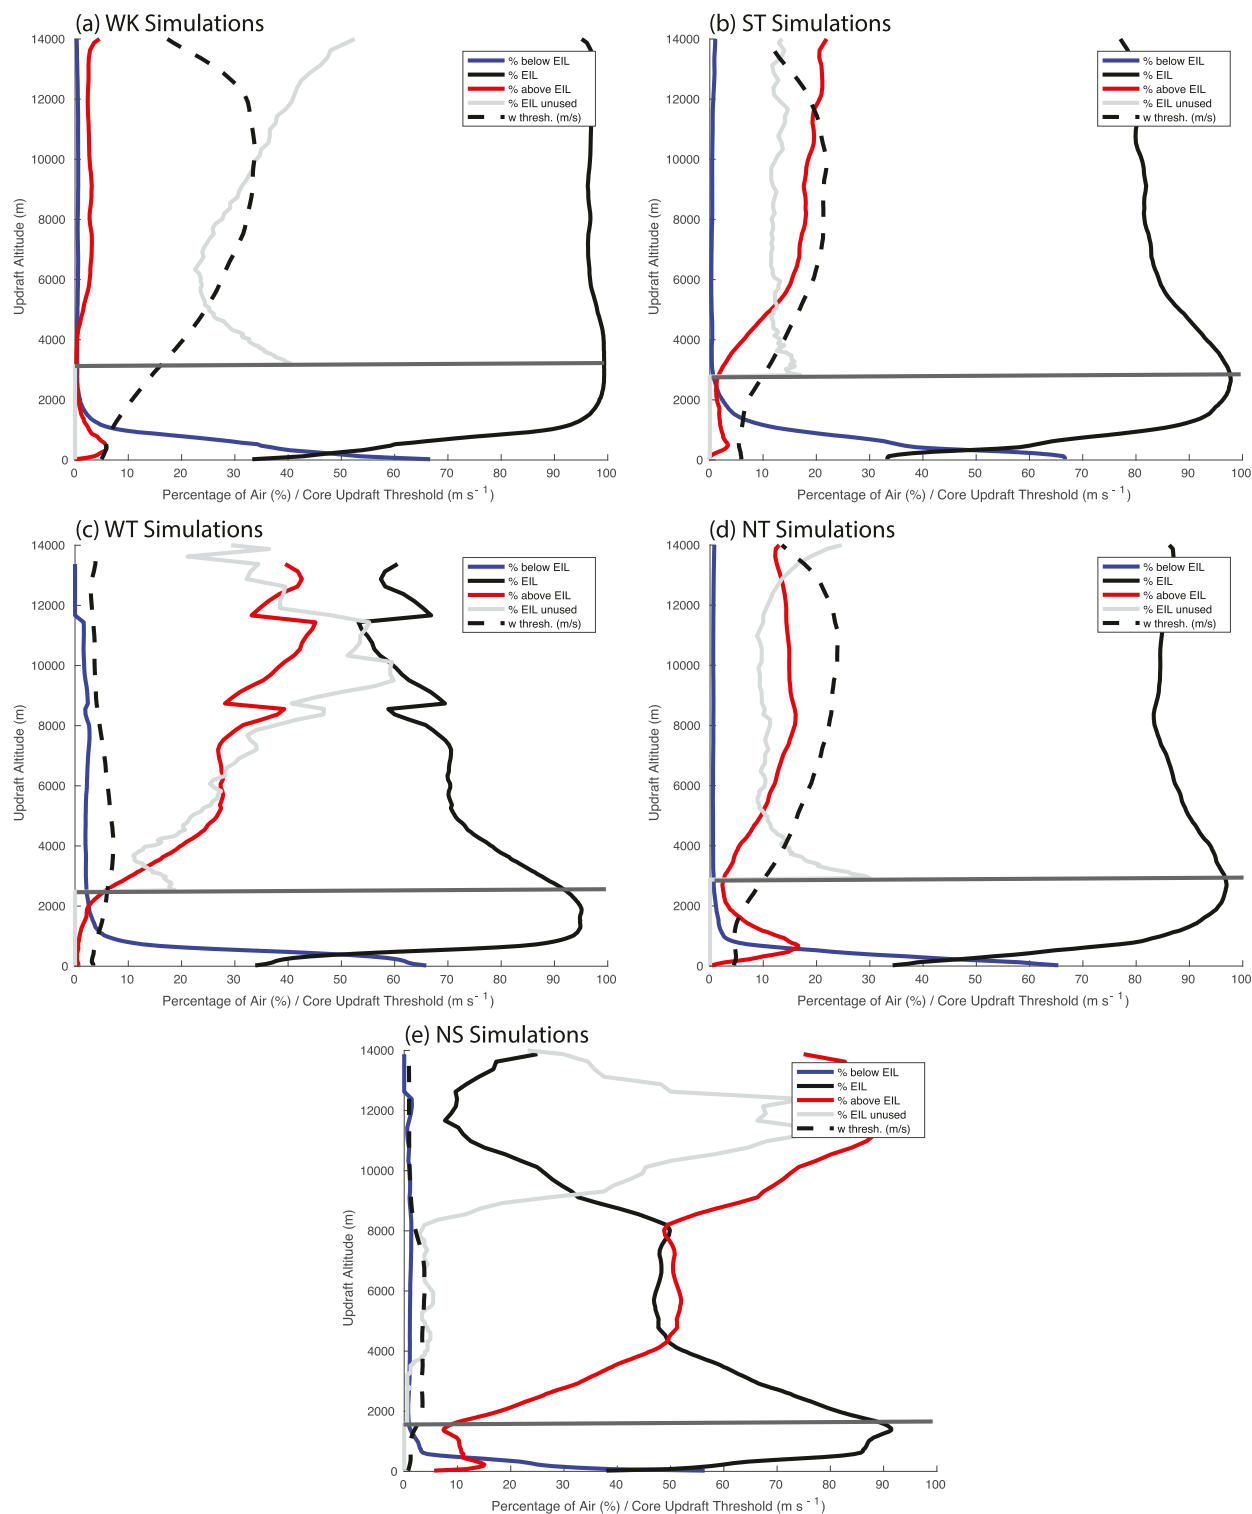 (a) WK Simulations
14000
12000
10000
8000
6000
4000
2000
0
Updraft Altitude (m)
% below EIL
% EIL
% above EIL
% EIL unused
w thresh. (m/s)
0 10 20 30 40 50 60 70 80 90 100
Percentage of Air (%) / Core Updraft Threshold (m s -1)
(b) ST Simulations
14000
12000
10000
8000
6000
4000
2000
0
Updraft Altitude (m)
% below EIL
% EIL
% above EIL
% EIL unused
w thresh. (m/s)
0 10 20 30 40 50 60 70 80 90 100
Percentage of Air (%) / Core Updraft Threshold (m s -1)
(c) WT Simulations
14000
12000
10000
8000
6000
4000
2000
0
Updraft Altitude (m)
% below EIL
% EIL
% above EIL
% EIL unused
w thresh. (m/s)
0 10 20 30 40 50 60 70 80 90 100
Percentage of Air (%) / Core Updraft Threshold (m s -1)
(d) NT Simulations
14000
12000
10000
8000
6000
4000
2000
0
Updraft Altitude (m)
% below EIL
% EIL
% above EIL
% EIL unused
w thresh. (m/s)
0 10 20 30 40 50 60 70 80 90 100
Percentage of Air (%) / Core Updraft Threshold (m s -1)
(e) NS Simulations
14000
12000
10000
8000
6000
4000
2000
0
Updraft Altitude (m)
% below EIL
% EIL
% above EIL
% EIL unused
w thresh. (m/s)
0 10 20 30 40 50 60 70 80 90 100
Percentage of Air (%) / Core Updraft Threshold (m s -1)